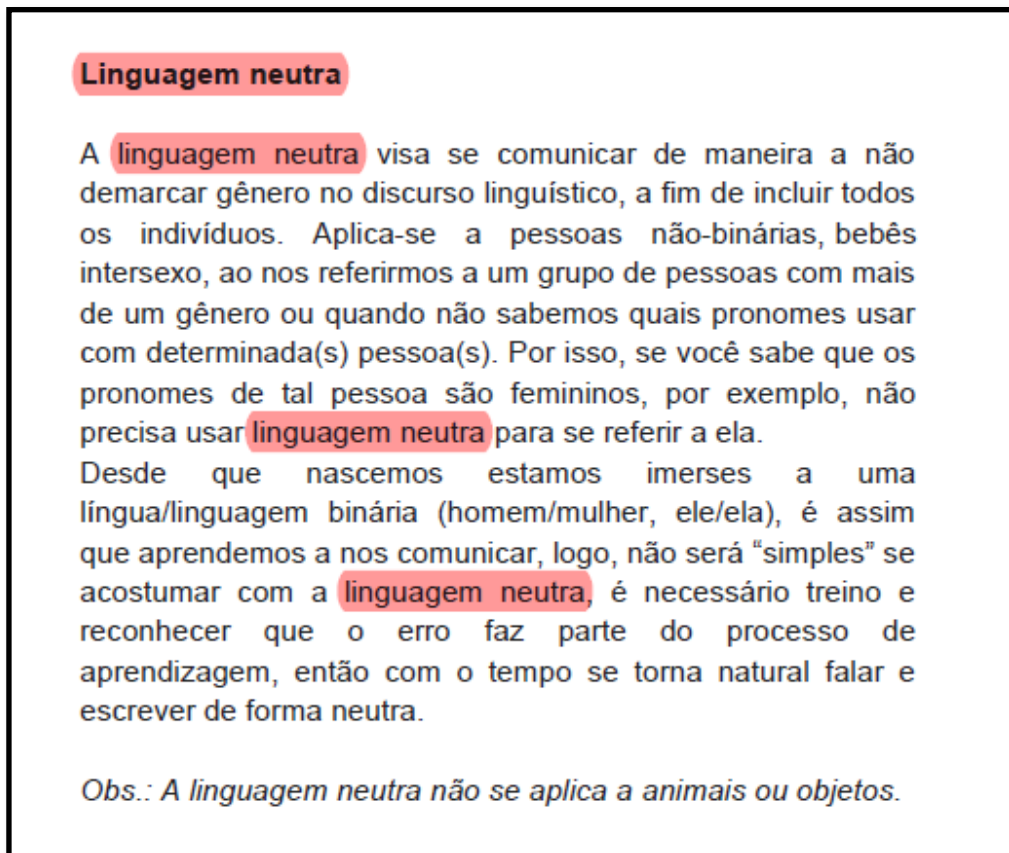 Linguagem neutra
A linguagem neutra visa se comunicar de maneira a não
demarcar gênero no discurso linguístico, a fim de incluir todos
os indivíduos. Aplica-se a pessoas não-binárias, bebês
intersexo, ao nos referirmos a um grupo de pessoas com mais
de um gênero ou quando não sabemos quais pronomes usar
com determinada(s) pessoa(s). Por isso, se você sabe que os
pronomes de tal pessoa são femininos, por exemplo, não
precisa usar linguagem neutra para se referir a ela.
Desde que nascemos estamos imerses a uma
língua/linguagem binária (homem/mulher, ele/ela), é assim
que aprendemos a nos comunicar, logo, não será “simples” se
acostumar com a linguagem neutra, é necessário treino e
reconhecer que o erro faz parte do processo de
aprendizagem, então com o tempo se torna natural falar e
escrever de forma neutra.
Obs.: A linguagem neutra não se aplica a animais ou objetos.